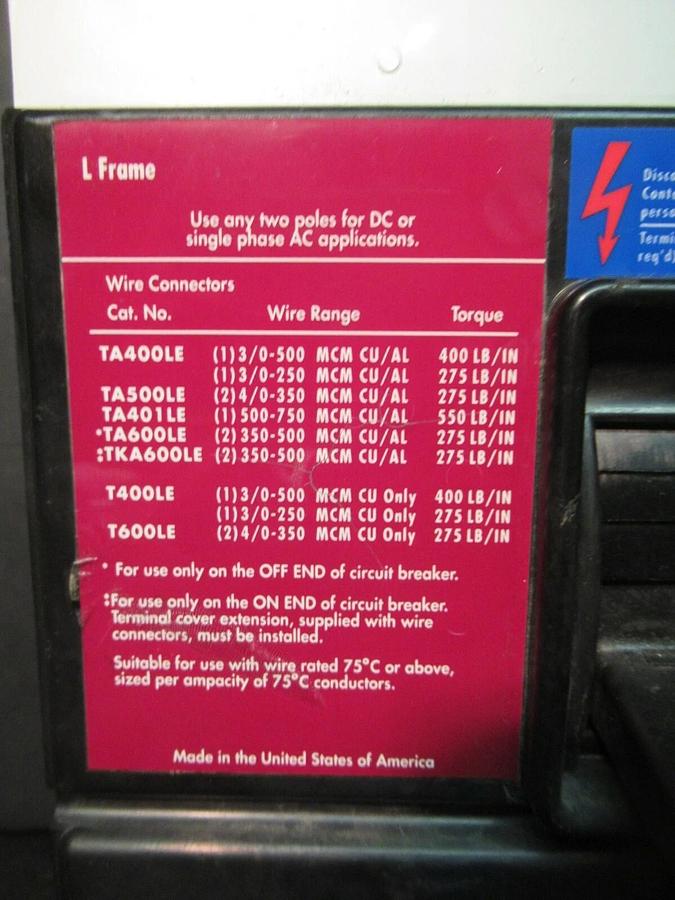 L Frame
Use any two poles for DC or
single phase AC applications.
Wire Connectors
Cat. No. Wire Range Torque
TA400LE (1) 3/0-500 MCM CU/AL 400 LB/IN
(1) 3/0-250 MCM CU/AL 275 LB/IN
TA500LE (2) 4/0-350 MCM CU/AL 275 LB/IN
TA401LE (1) 500-750 MCM CU/AL 550 LB/IN
•TA600LE (2) 350-500 MCM CU/AL 275 LB/IN
‡TKA600LE (2) 350-500 MCM CU/AL 275 LB/IN
T400LE (1) 3/0-500 MCM CU Only 400 LB/IN
(1) 3/0-250 MCM CU Only 275 LB/IN
T600LE (2) 4/0-350 MCM CU Only 275 LB/IN
• For use only on the OFF END of circuit breaker.
‡For use only on the ON END of circuit breaker.
Terminal cover extension, supplied with wire
connectors, must be installed.
Suitable for use with wire rated 75°C or above,
sized per ampacity of 75°C conductors.
Made in the United States of America
Disco
Conta
perso
Termi
req'd)